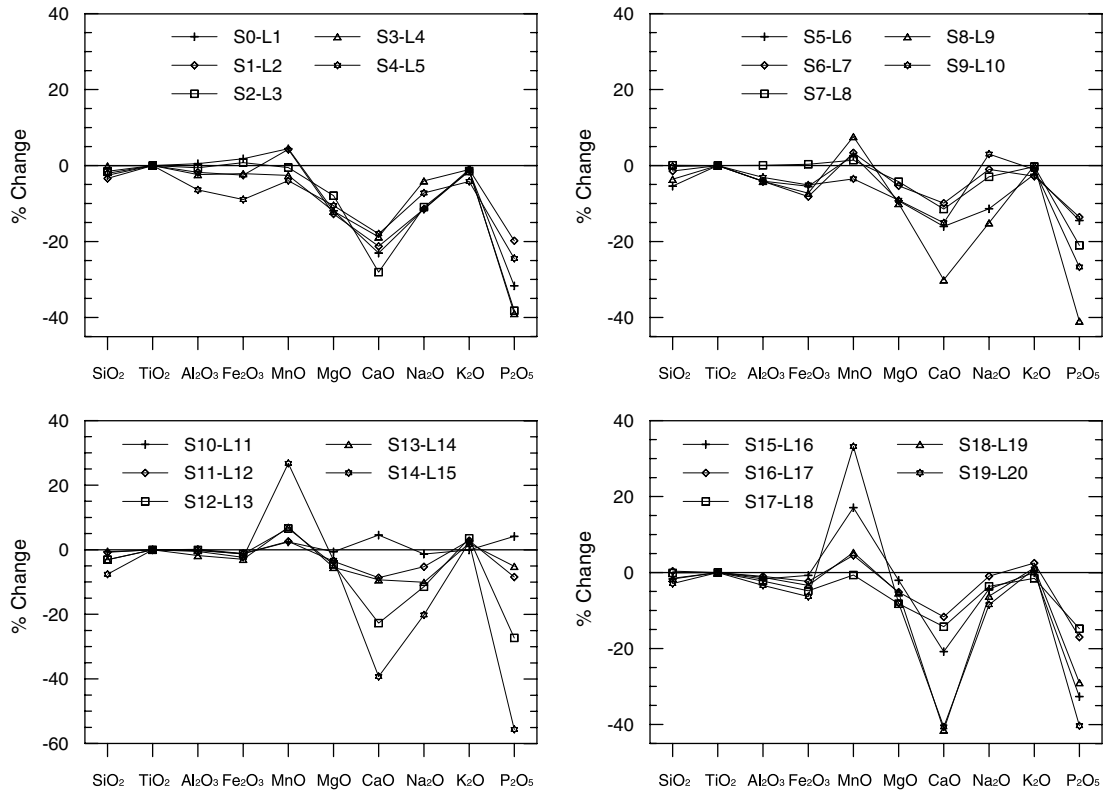 40
20
0
-20
-40
% Change
S0-L1
S1-L2
S2-L3
S3-L4
S4-L5
SiO₂ TiO₂ Al₂O₃ Fe₂O₃ MnO MgO CaO Na₂O K₂O P₂O₅
40
20
0
-20
-40
% Change
S5-L6
S6-L7
S7-L8
S8-L9
S9-L10
SiO₂ TiO₂ Al₂O₃ Fe₂O₃ MnO MgO CaO Na₂O K₂O P₂O₅
40
20
0
-20
-40
-60
% Change
S10-L11
S11-L12
S12-L13
S13-L14
S14-L15
SiO₂ TiO₂ Al₂O₃ Fe₂O₃ MnO MgO CaO Na₂O K₂O P₂O₅
40
20
0
-20
-40
% Change
S15-L16
S16-L17
S17-L18
S18-L19
S19-L20
SiO₂ TiO₂ Al₂O₃ Fe₂O₃ MnO MgO CaO Na₂O K₂O P₂O₅